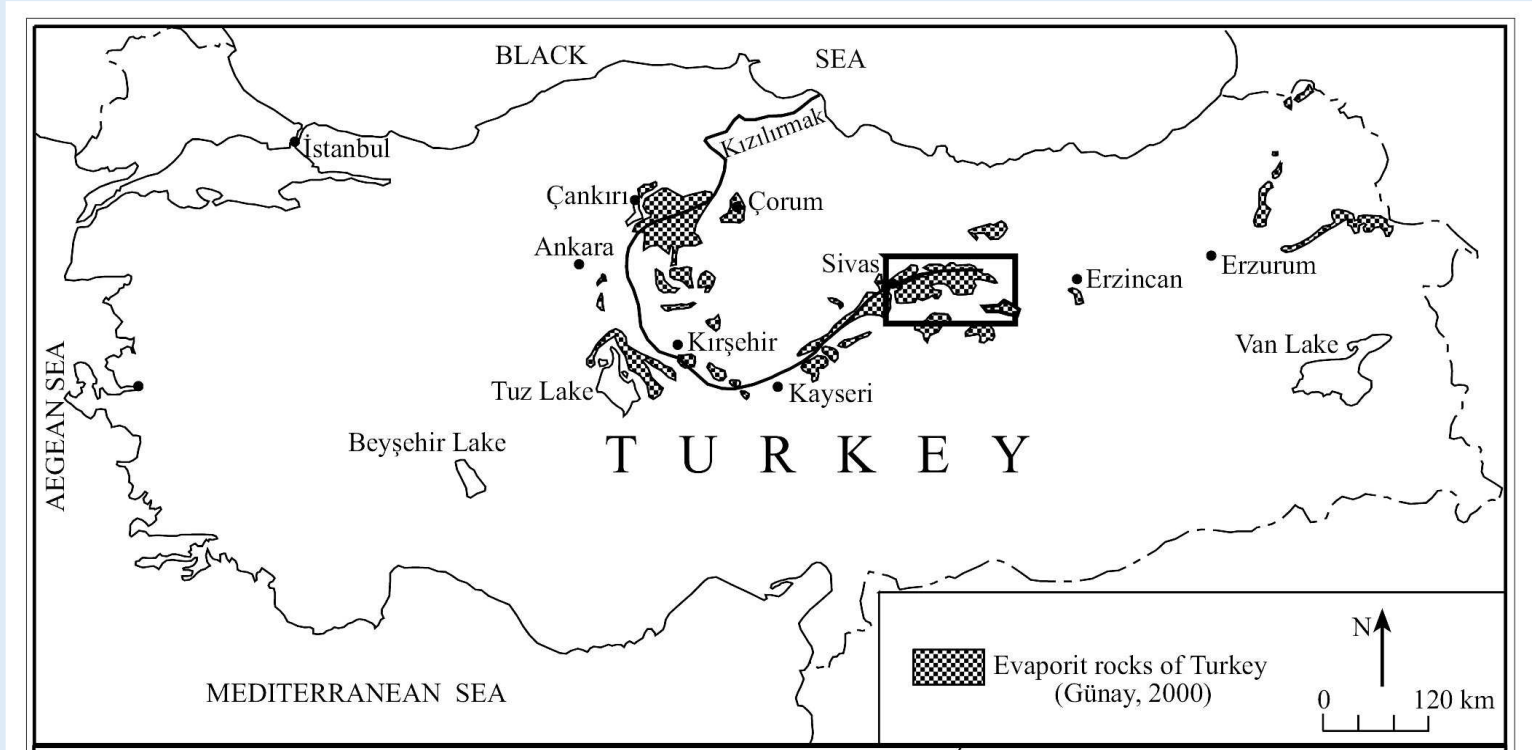 BLACK SEA
İstanbul
Kızılırmak
Çankırı
Çorum
Ankara
Sivas
Erzincan
Erzurum
Kırşehir
Van Lake
Tuz Lake
Kayseri
AEGEAN SEA
Beyşehir Lake
TURKEY
MEDITERRANEAN SEA
N
Evaporit rocks of Turkey
(Günay, 2000)
0 120 km